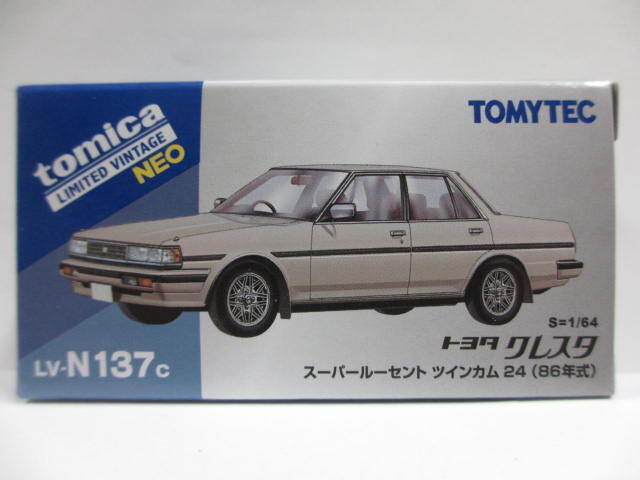 tomica
LIMITED VINTAGE
NEO
TOMYTEC
S=1/64
トヨタ クレスタ
LV-N137c
スーパールーセント ツインカム 24 (86年式)